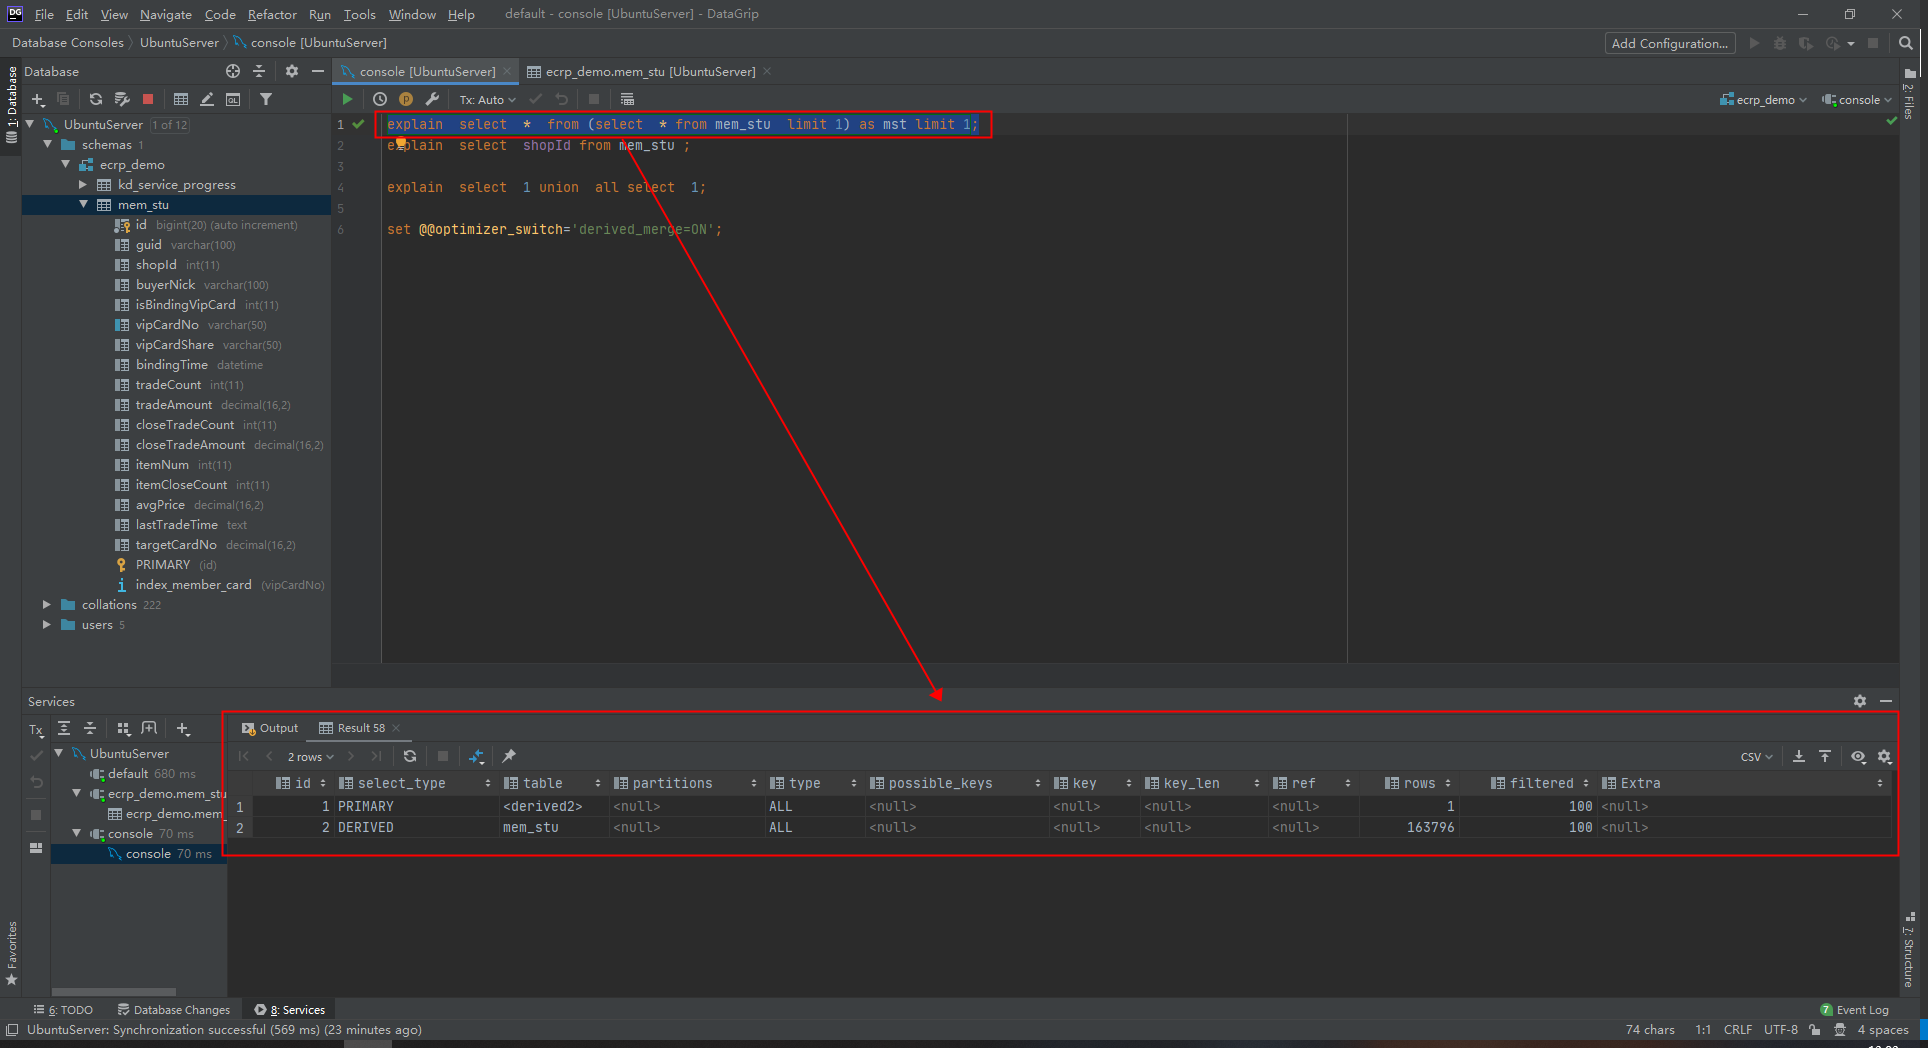 DG File Edit View Navigate Code Refactor Run Tools Window Help default - console [UbuntuServer] - DataGrip
Database Consoles UbuntuServer console [UbuntuServer] Add Configuration...
1: Database
Database
UbuntuServer 1 of 12
schemas 1
ecrp_demo
kd_service_progress
mem_stu
id bigint(20) (auto increment)
guid varchar(100)
shopId int(11)
buyerNick varchar(100)
isBindingVipCard int(11)
vipCardNo varchar(50)
vipCardShare varchar(50)
bindingTime datetime
tradeCount int(11)
tradeAmount decimal(16,2)
closeTradeCount int(11)
closeTradeAmount decimal(16,2)
itemNum int(11)
itemCloseCount int(11)
avgPrice decimal(16,2)
lastTradeTime text
targetCardNo decimal(16,2)
PRIMARY (id)
index_member_card (vipCardNo)
collations 222
users 5
console [UbuntuServer] ecrp_demo.mem_stu [UbuntuServer]
Tx: Auto ecrp_demo console
1 explain select * from (select * from mem_stu limit 1) as mst limit 1;
2 explain select shopId from mem_stu ;
3
4 explain select 1 union all select 1;
5
6 set @@optimizer_switch='derived_merge=ON';
2: Files
Services
Tx
UbuntuServer
default 680 ms
ecrp_demo.mem_stu
ecrp_demo.mem_
console 70 ms
console 70 ms
Output Result 58
2 rows CSV
id select_type table partitions type possible_keys key key_len ref rows filtered Extra
1 1 PRIMARY <derived2> <null> ALL <null> <null> <null> <null> 1 100 <null>
2 2 DERIVED mem_stu <null> ALL <null> <null> <null> <null> 163796 100 <null>
Favorites
7: Structure
6: TODO Database Changes 8: Services 7 Event Log
UbuntuServer: Synchronization successful (569 ms) (23 minutes ago) 74 chars 1:1 CRLF UTF-8 4 spaces